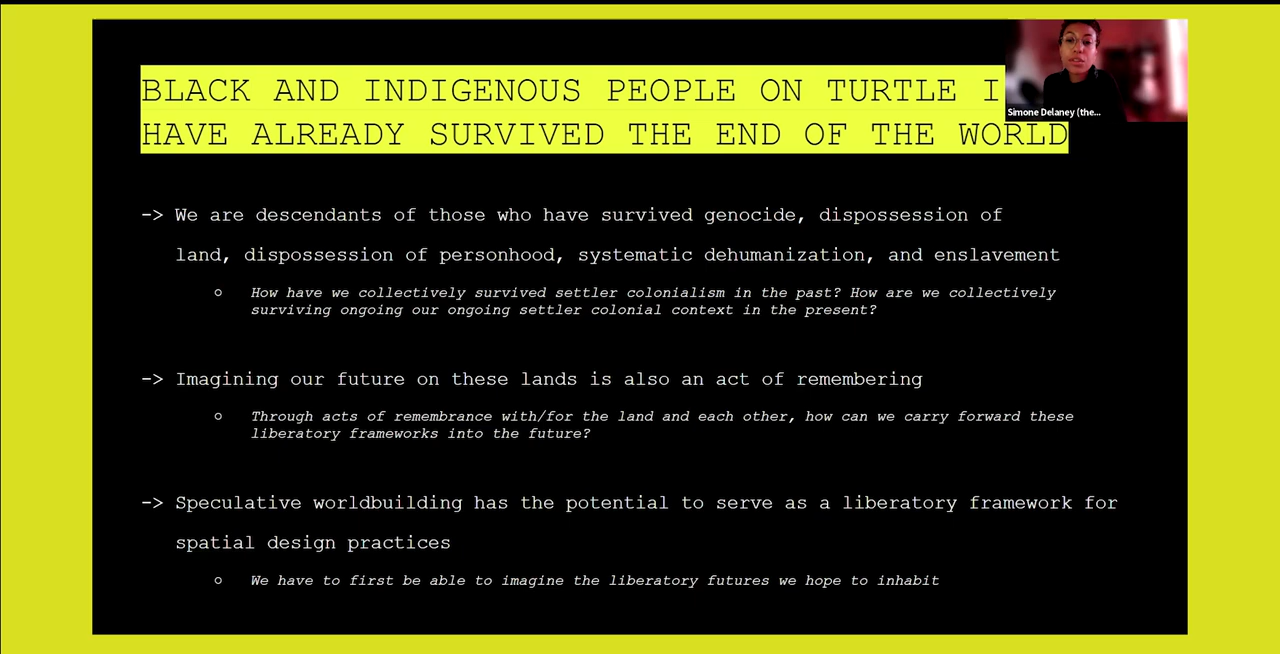 BLACK AND INDIGENOUS PEOPLE ON TURTLE I
HAVE ALREADY SURVIVED THE END OF THE WORLD
Simone Delaney (the...
-> We are descendants of those who have survived genocide, dispossession of
land, dispossession of personhood, systematic dehumanization, and enslavement
○ How have we collectively survived settler colonialism in the past? How are we collectively
surviving ongoing our ongoing settler colonial context in the present?
-> Imagining our future on these lands is also an act of remembering
○ Through acts of remembrance with/for the land and each other, how can we carry forward these
liberatory frameworks into the future?
-> Speculative worldbuilding has the potential to serve as a liberatory framework for
spatial design practices
○ We have to first be able to imagine the liberatory futures we hope to inhabit